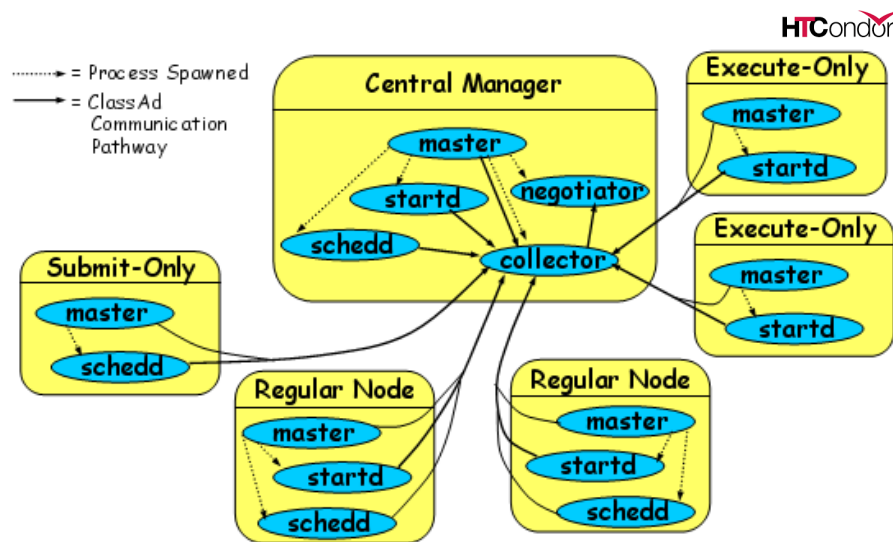 HTCondor
= Process Spawned
= ClassAd
Communication
Pathway
Central Manager
master
startd
negotiator
schedd
collector
Execute-Only
master
startd
Execute-Only
master
startd
Submit-Only
master
schedd
Regular Node
master
startd
schedd
Regular Node
master
startd
schedd